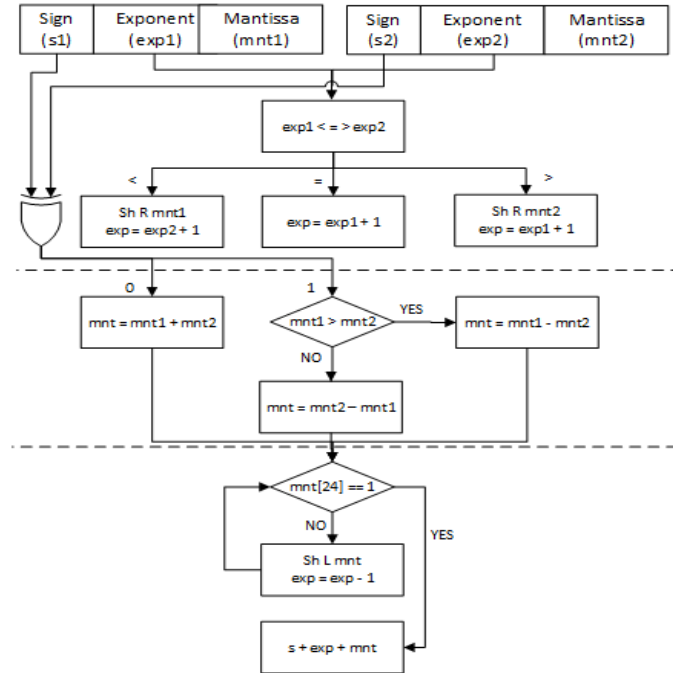 Sign
(s1)
Exponent
(exp1)
Mantissa
(mnt1)
Sign
(s2)
Exponent
(exp2)
Mantissa
(mnt2)
exp1 < = > exp2
<
=
>
Sh R mnt1
exp = exp2 + 1
exp = exp1 + 1
Sh R mnt2
exp = exp1 + 1
0
1
mnt = mnt1 + mnt2
mnt1 > mnt2
YES
mnt = mnt1 - mnt2
NO
mnt = mnt2 – mnt1
mnt[24] == 1
NO
YES
Sh L mnt
exp = exp - 1
s + exp + mnt